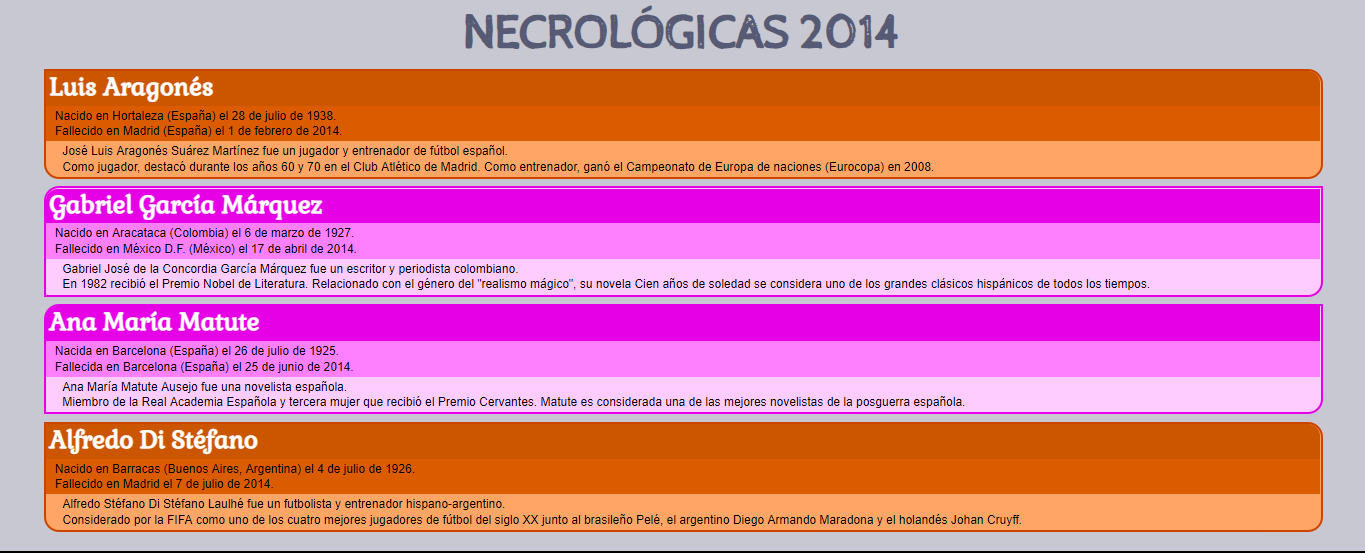 NECROLÓGICAS 2014
Luis Aragonés
Nacido en Hortaleza (España) el 28 de julio de 1938.
Fallecido en Madrid (España) el 1 de febrero de 2014.
José Luis Aragonés Suárez Martínez fue un jugador y entrenador de fútbol español.
Como jugador, destacó durante los años 60 y 70 en el Club Atlético de Madrid. Como entrenador, ganó el Campeonato de Europa de naciones (Eurocopa) en 2008.
Gabriel García Márquez
Nacido en Aracataca (Colombia) el 6 de marzo de 1927.
Fallecido en México D.F. (México) el 17 de abril de 2014.
Gabriel José de la Concordia García Márquez fue un escritor y periodista colombiano.
En 1982 recibió el Premio Nobel de Literatura. Relacionado con el género del "realismo mágico", su novela Cien años de soledad se considera uno de los grandes clásicos hispánicos de todos los tiempos.
Ana María Matute
Nacida en Barcelona (España) el 26 de julio de 1925.
Fallecida en Barcelona (España) el 25 de junio de 2014.
Ana María Matute Ausejo fue una novelista española.
Miembro de la Real Academia Española y tercera mujer que recibió el Premio Cervantes. Matute es considerada una de las mejores novelistas de la posguerra española.
Alfredo Di Stéfano
Nacido en Barracas (Buenos Aires, Argentina) el 4 de julio de 1926.
Fallecido en Madrid el 7 de julio de 2014.
Alfredo Stéfano Di Stéfano Laulhé fue un futbolista y entrenador hispano-argentino.
Considerado por la FIFA como uno de los cuatro mejores jugadores de fútbol del siglo XX junto al brasileño Pelé, el argentino Diego Armando Maradona y el holandés Johan Cruyff.